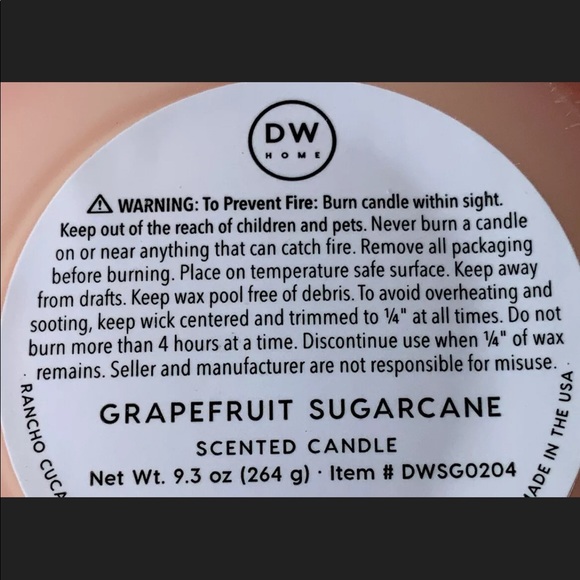 DW
HOME
⚠ WARNING: To Prevent Fire: Burn candle within sight.
Keep out of the reach of children and pets. Never burn a candle
on or near anything that can catch fire. Remove all packaging
before burning. Place on temperature safe surface. Keep away
from drafts. Keep wax pool free of debris. To avoid overheating and
sooting, keep wick centered and trimmed to ¼" at all times. Do not
burn more than 4 hours at a time. Discontinue use when ¼" of wax
remains. Seller and manufacturer are not responsible for misuse.
GRAPEFRUIT SUGARCANE
SCENTED CANDLE
Net Wt. 9.3 oz (264 g) · Item # DWSG0204
· RANCHO CUCA
MADE IN THE USA ·